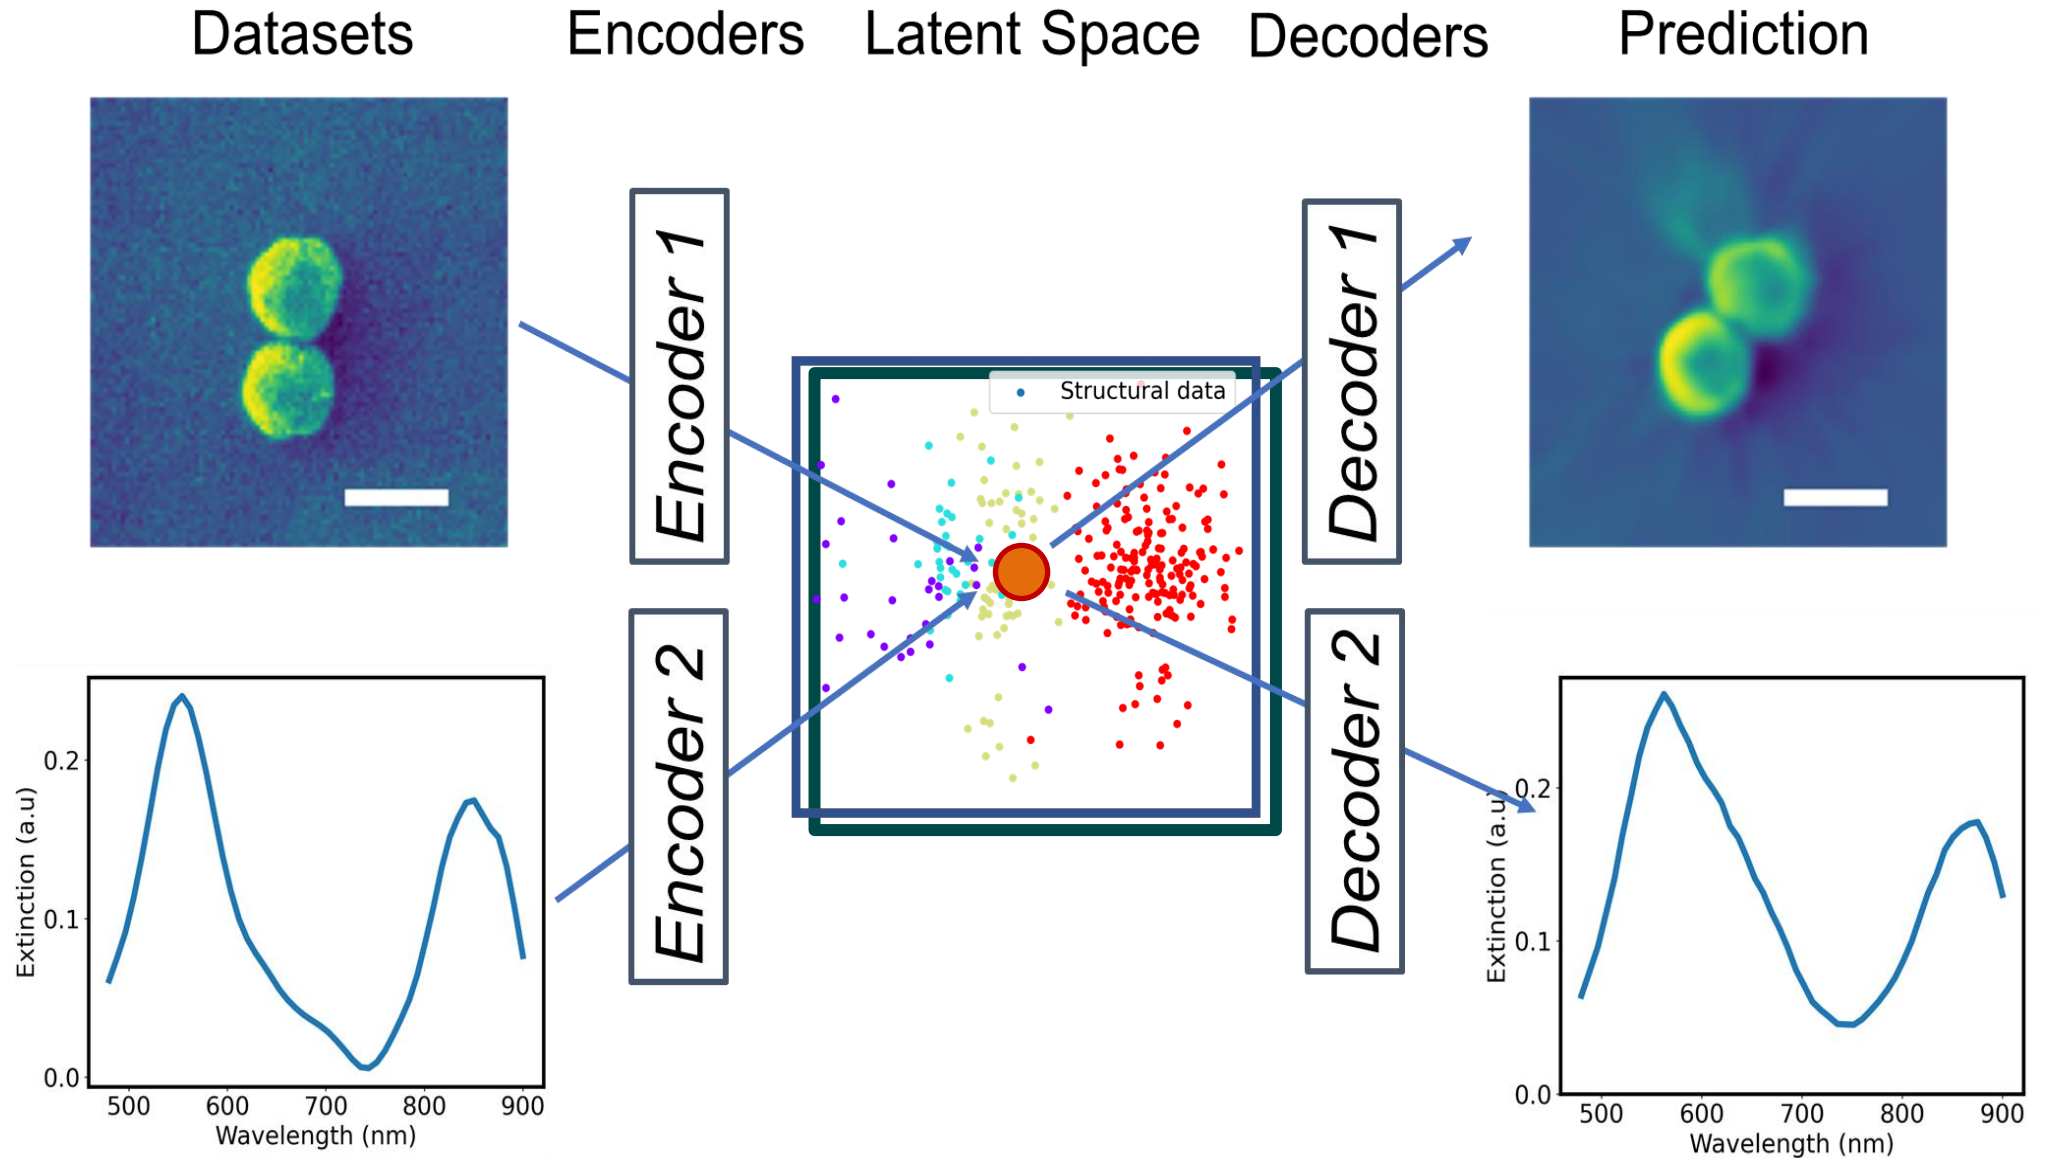 Datasets
Encoders
Latent Space
Decoders
Prediction
Encoder 1
Structural data
Decoder 1
Encoder 2
Decoder 2
Extinction (a.u)
0.2
0.1
0.0
500 600 700 800 900
Wavelength (nm)
Extinction (a.u)
0.2
0.1
0.0
500 600 700 800 900
Wavelength (nm)